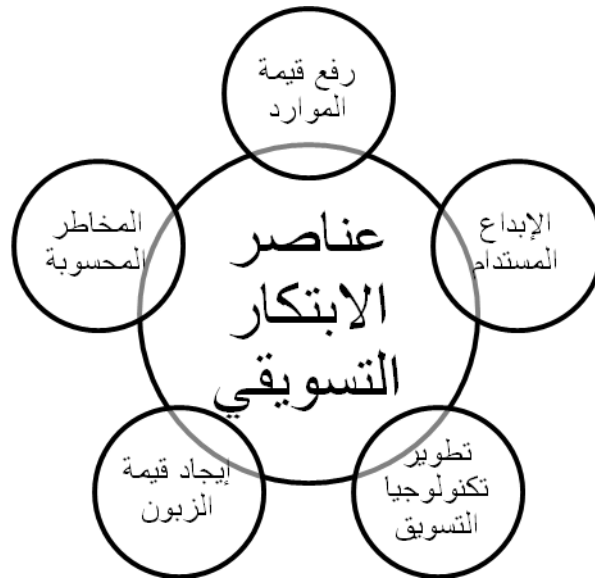 رفع قيمة
الموارد
الإبداع
المستدام
المخاطر
المحسوبة
عناصر
الابتكار
التسويقي
تطوير
تكنولوجيا
التسويق
إيجاد قيمة
الزبون